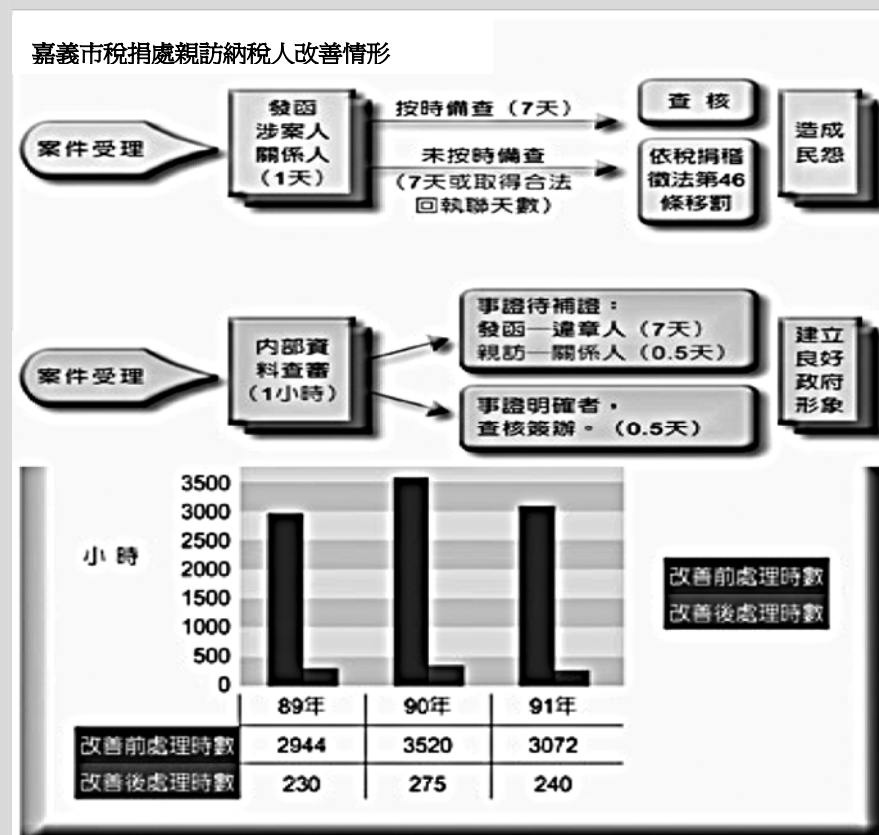 嘉義市稅捐處親訪納稅人改善情形
案件受理
發函
涉案人
關係人
(1天)
按時備查(7天)
未按時備查
(7天或取得合法
回執聯天數)
查核
依稅捐稽
徵法第46
條移罰
造成
民怨
案件受理
內部資
料查審
(1小時)
事證待補證:
發函—違章人(7天)
親訪—關係人(0.5天)
事證明確者,
查核簽辦。(0.5天)
建立
良好
政府
形象
小時
3500
3000
2500
2000
1500
1000
500
0
改善前處理時數
改善後處理時數
89年 90年 91年
改善前處理時數 2944 3520 3072
改善後處理時數 230 275 240